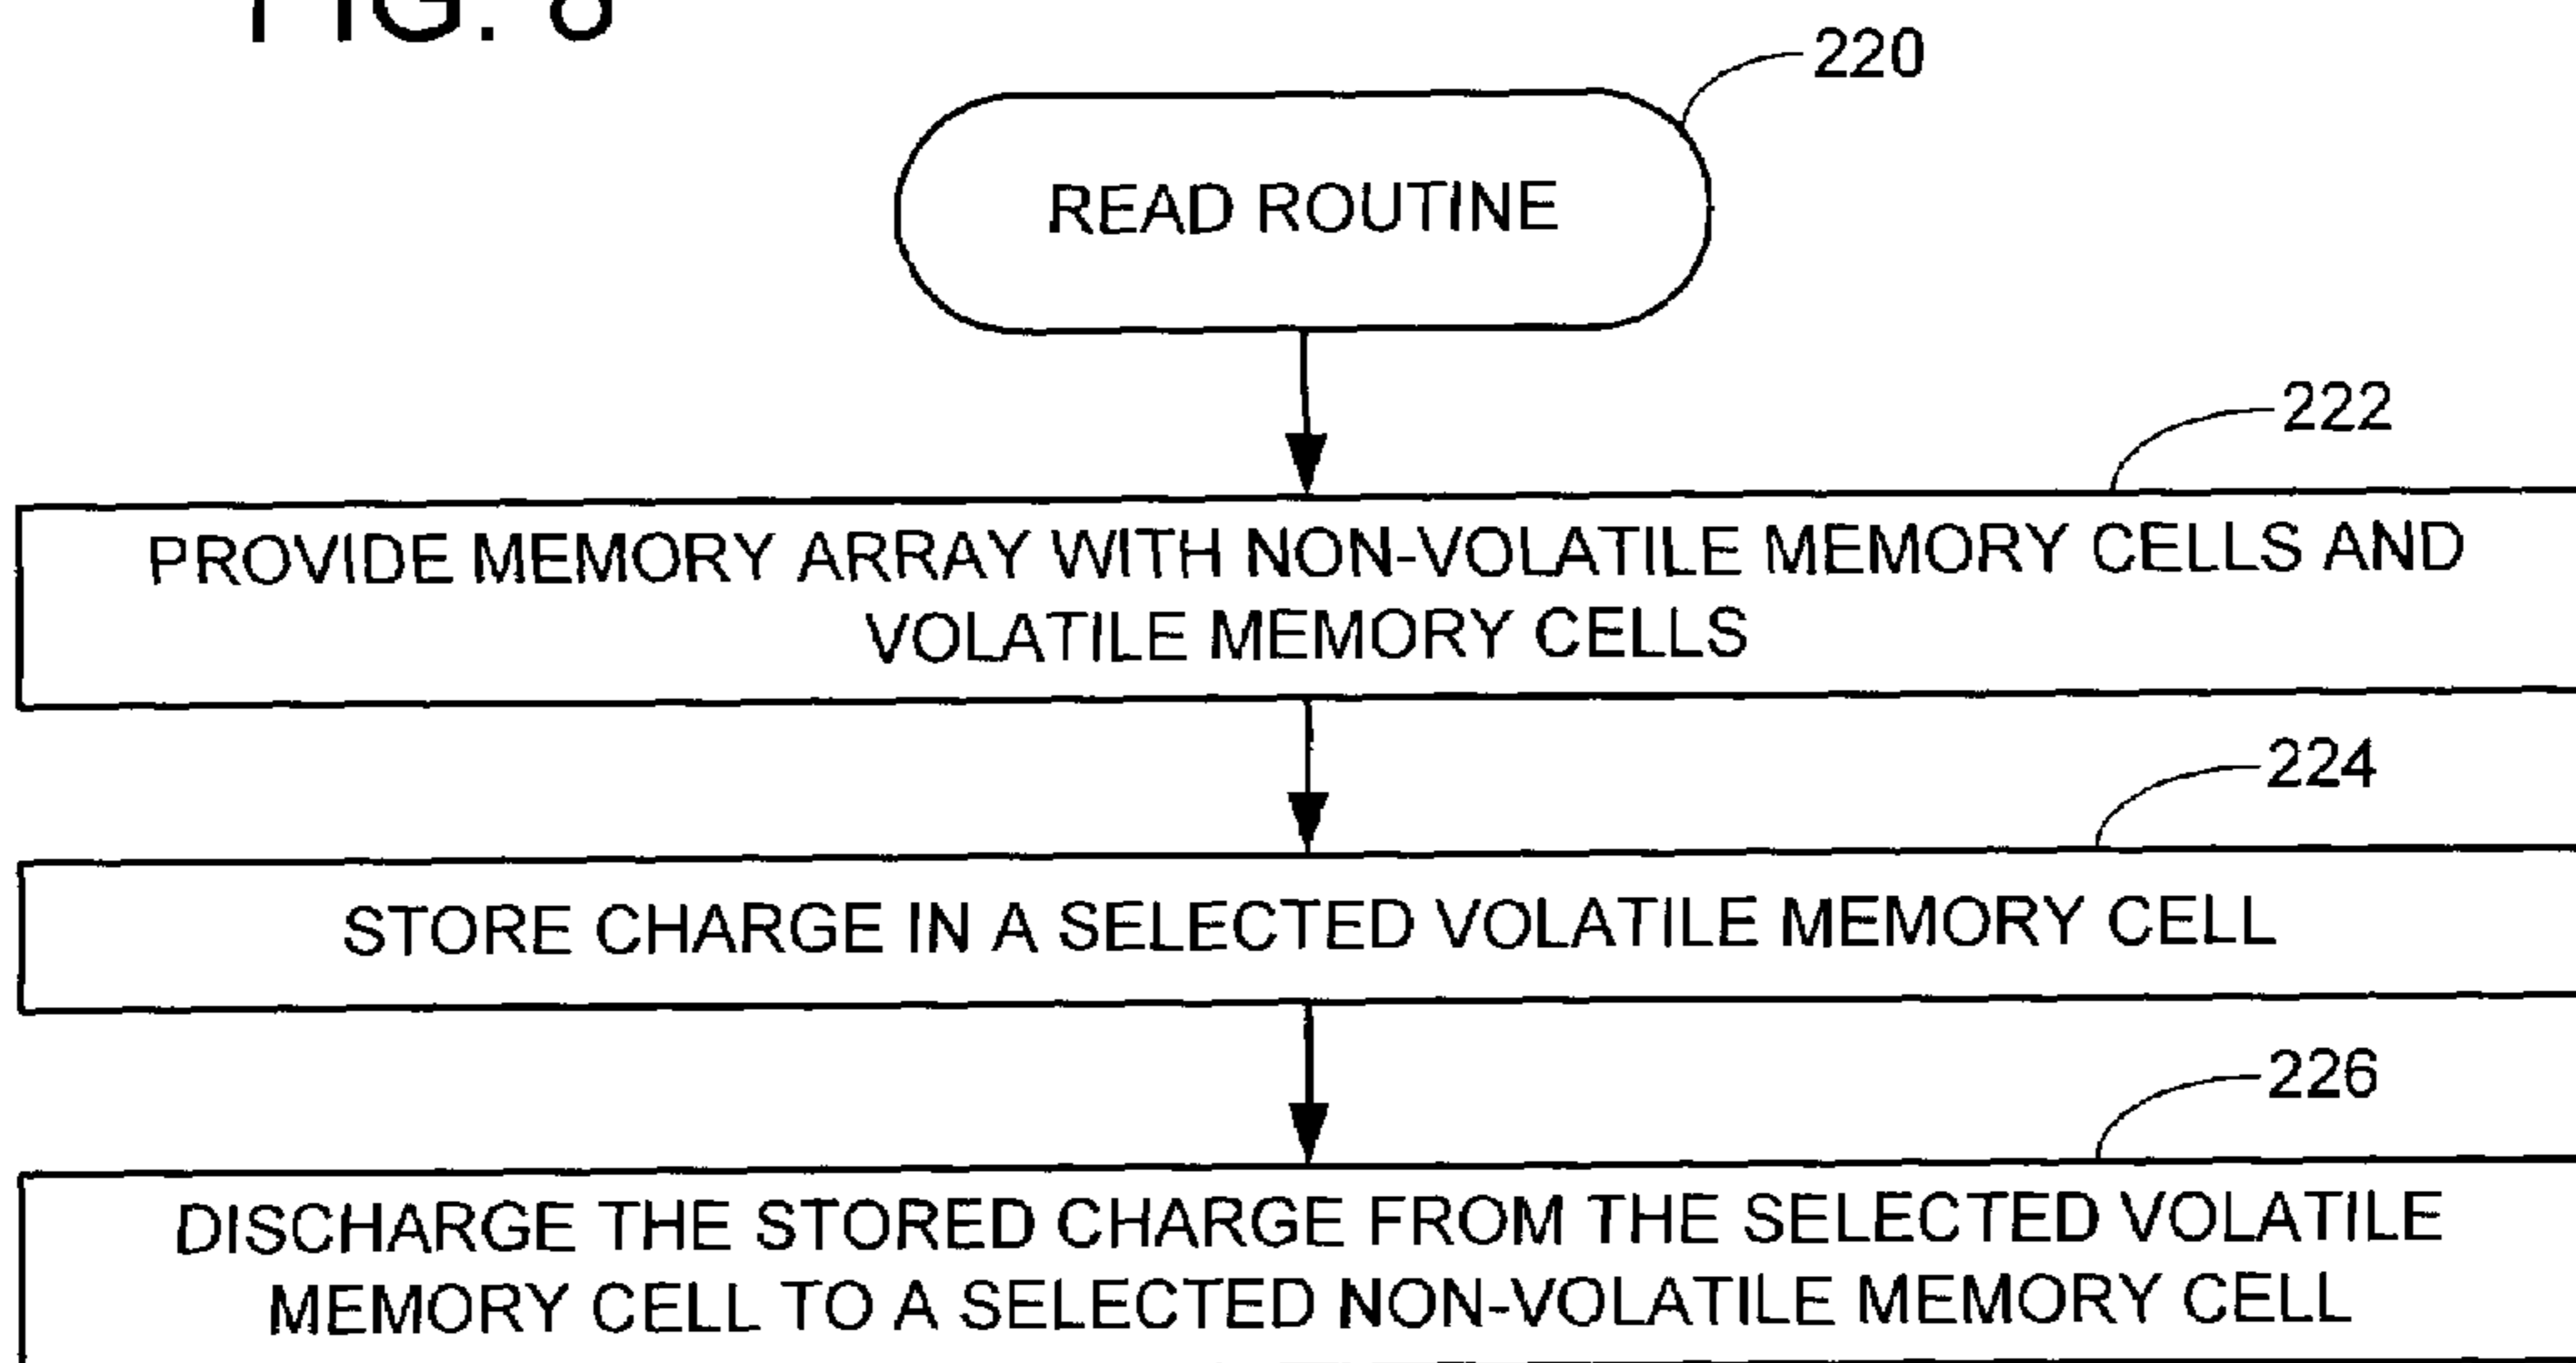 FIG. 8
220
READ ROUTINE
222
PROVIDE MEMORY ARRAY WITH NON-VOLATILE MEMORY CELLS AND
VOLATILE MEMORY CELLS
224
STORE CHARGE IN A SELECTED VOLATILE MEMORY CELL
226
DISCHARGE THE STORED CHARGE FROM THE SELECTED VOLATILE
MEMORY CELL TO A SELECTED NON-VOLATILE MEMORY CELL